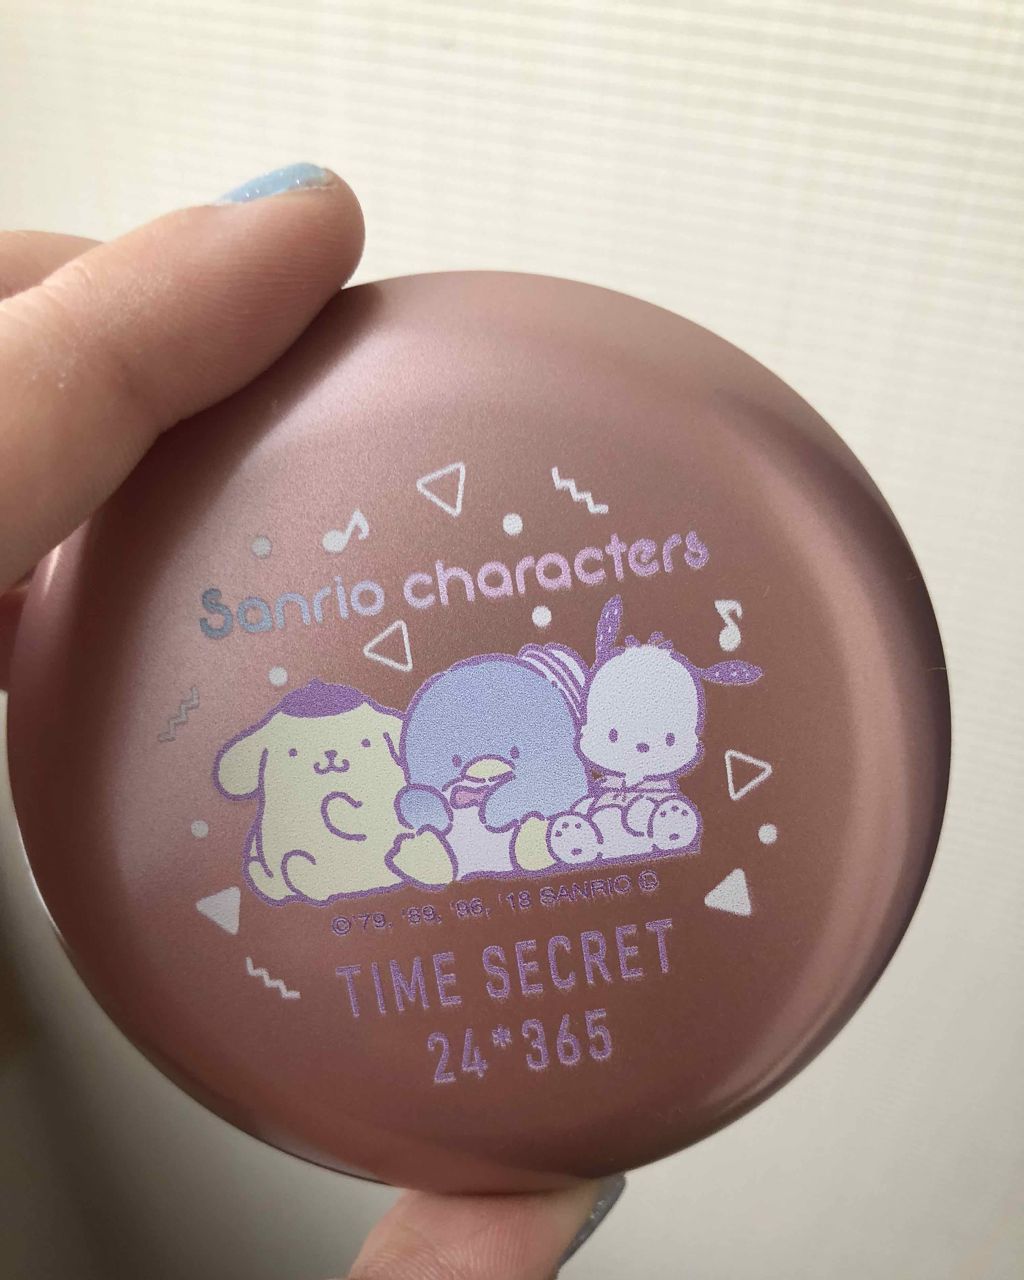 Sanrio characters
©'79, '89, '96, '18 SANRIO Ⓛ
TIME SECRET
24*365